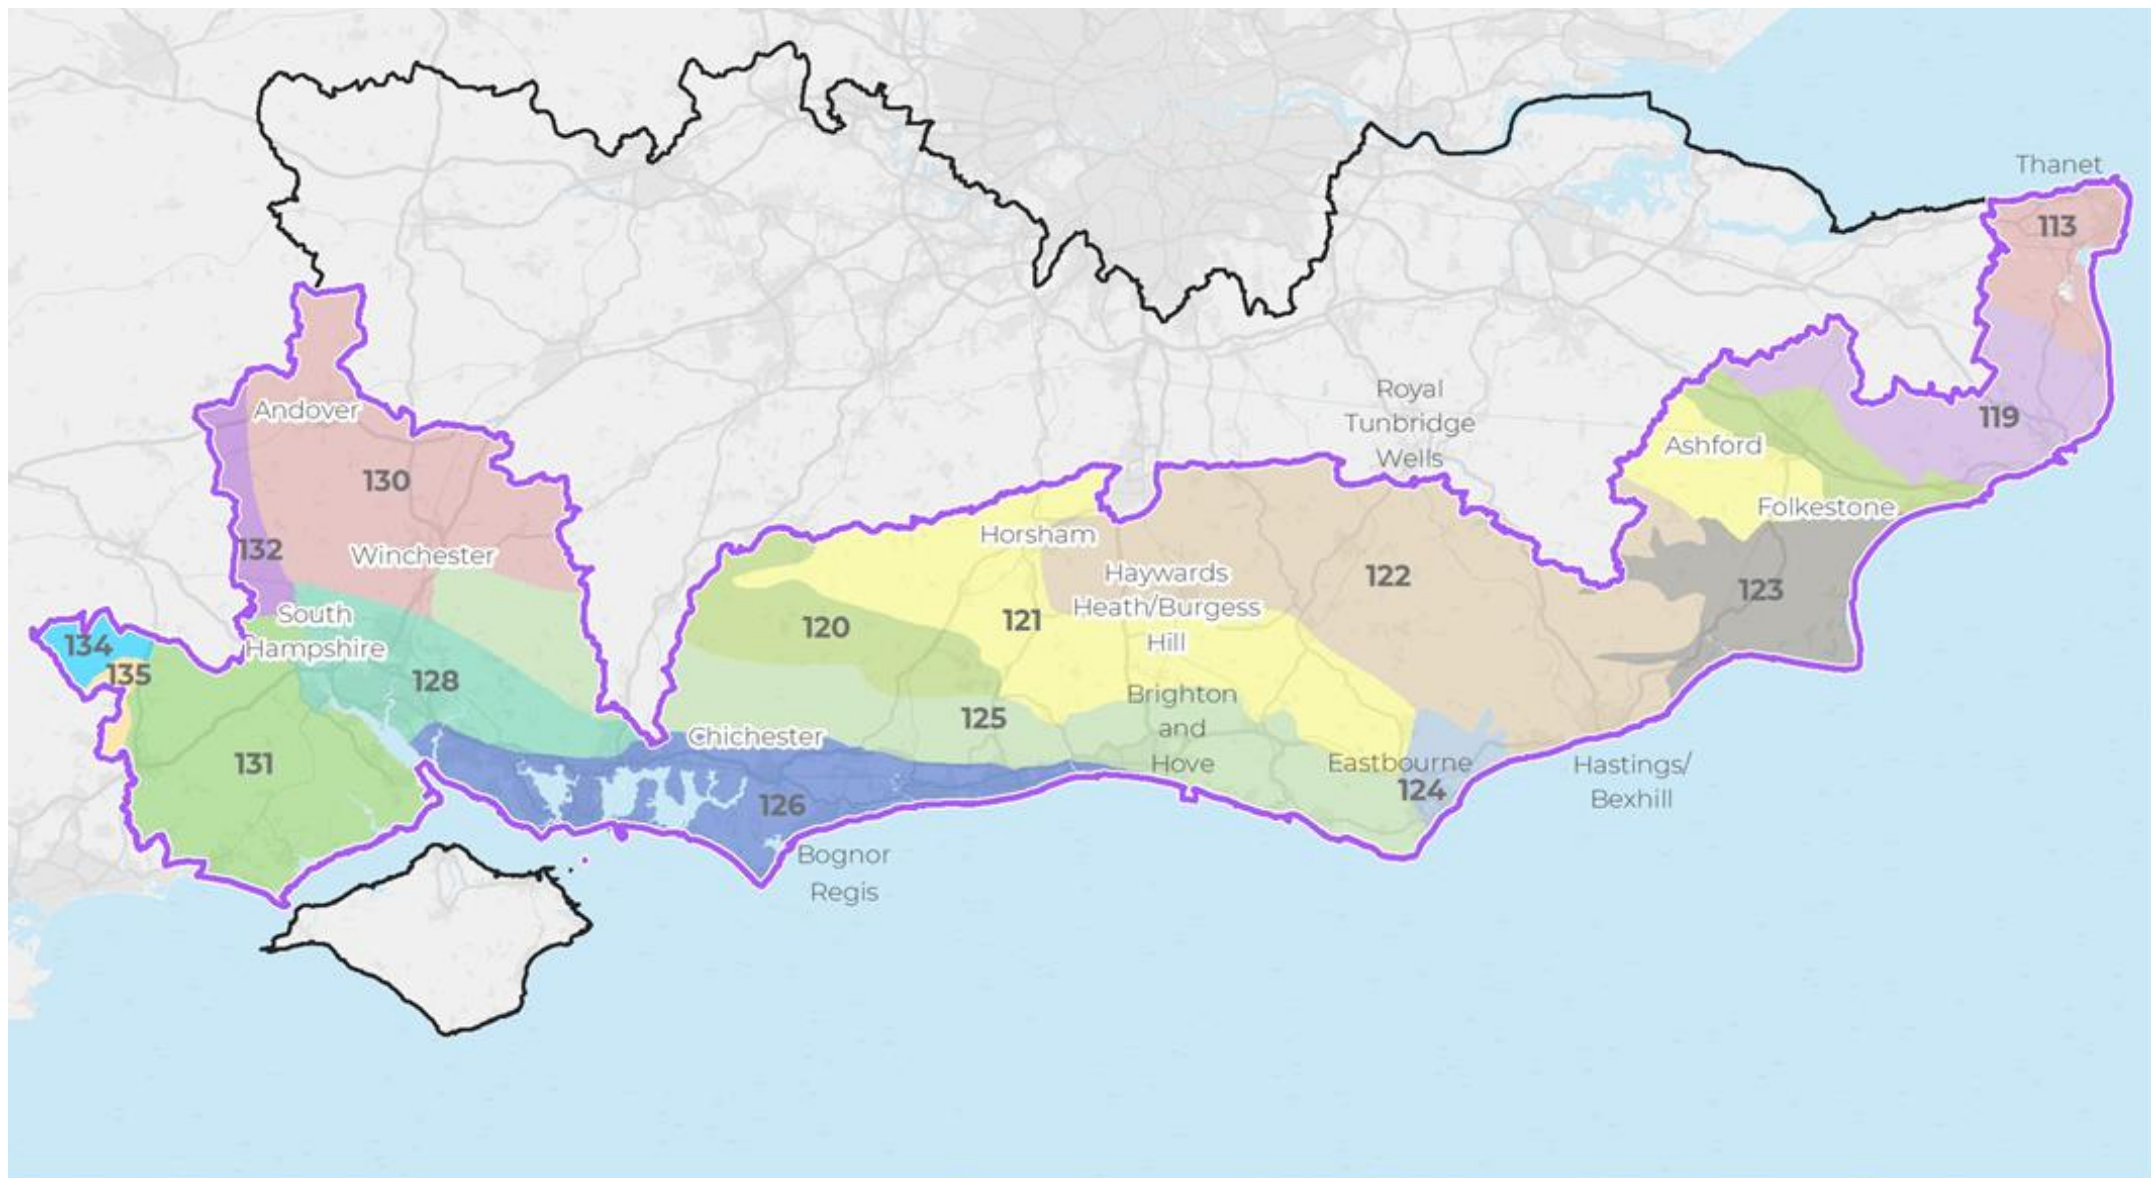 Thanet
113
Royal
Tunbridge
Wells
Andover
119
Ashford
130
Folkestone
Horsham
132
Winchester
Haywards
Heath/Burgess
Hill
122
123
South
Hampshire
120
121
134
135
128
Brighton
and
Hove
125
Chichester
131
Eastbourne
124
Hastings/
Bexhill
126
Bognor
Regis